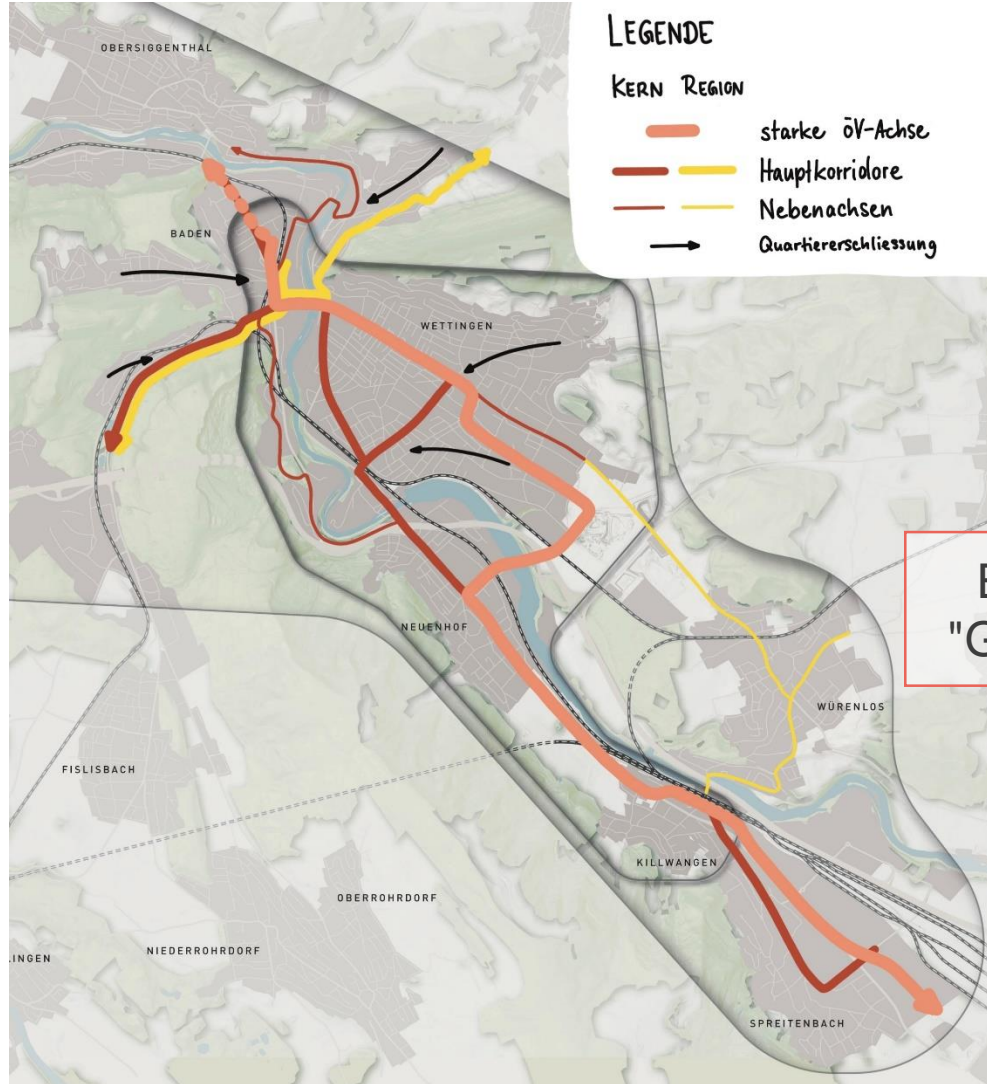 LEGENDE
KERN REGION
starke öV-Achse
Hauptkorridore
Nebenachsen
Quartiererschliessung
OBERSIGGENTHAL
BADEN
WETTINGEN
NEUENHOF
WÜRENLOS
FISLISBACH
KILLWANGEN
OBERROHRDORF
NIEDERROHRDORF
LINGEN
SPREITENBACH
E
"G